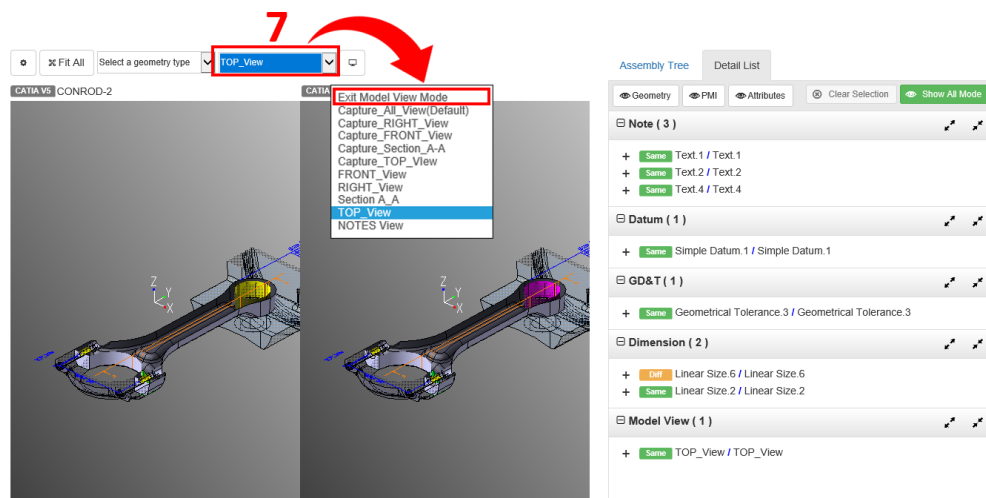 7
Fit All
Select a geometry type
TOP_View
CATIA V5 CONROD-2
CATIA
Exit Model View Mode
Capture_All_View(Default)
Capture_RIGHT_View
Capture_FRONT_View
Capture_Section_A-A
Capture_TOP_VIew
FRONT_View
RIGHT_View
Section A_A
TOP_View
NOTES View
Z
Y
X
Z
Y
X
Assembly Tree Detail List
Geometry PMI Attributes Clear Selection Show All Mode
Note ( 3 )
+ Same Text.1 / Text.1
+ Same Text.2 / Text.2
+ Same Text.4 / Text.4
Datum ( 1 )
+ Same Simple Datum.1 / Simple Datum.1
GD&T ( 1 )
+ Same Geometrical Tolerance.3 / Geometrical Tolerance.3
Dimension ( 2 )
+ Diff Linear Size.6 / Linear Size.6
+ Same Linear Size.2 / Linear Size.2
Model View ( 1 )
+ Same TOP_View / TOP_View